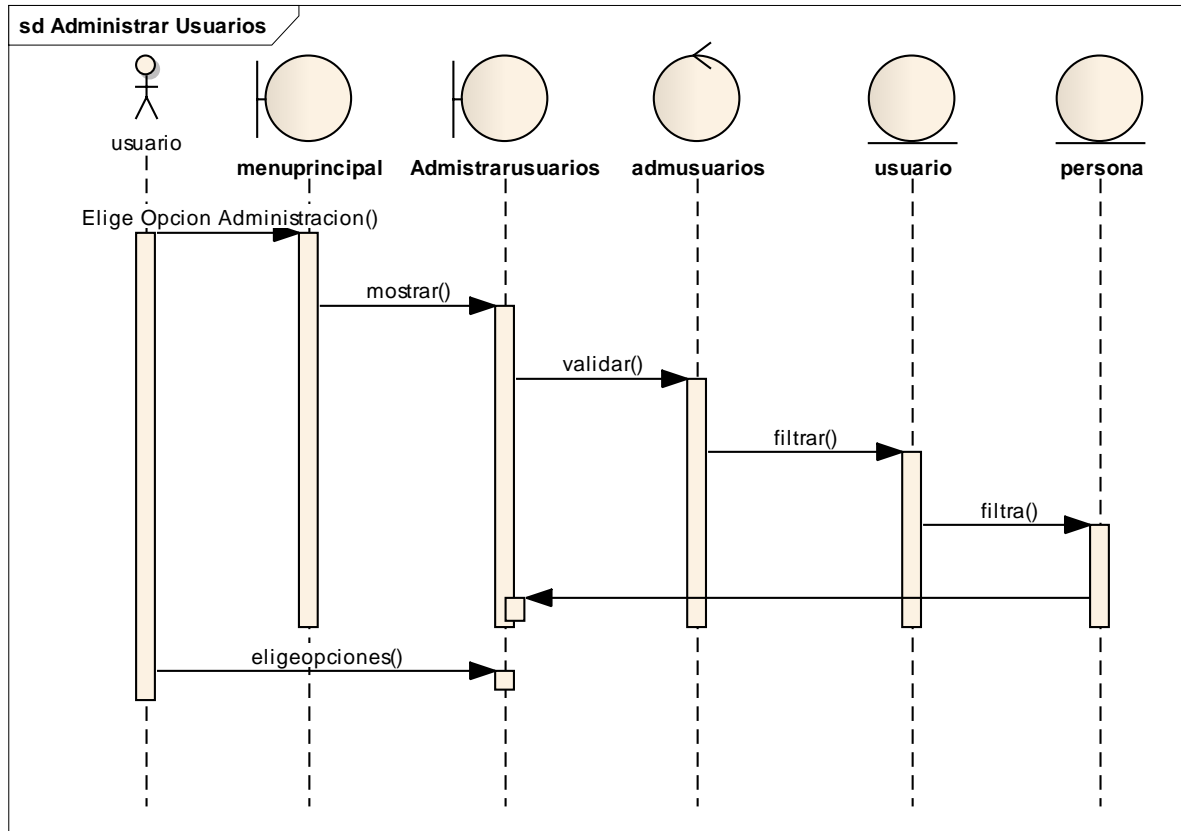 sd Administrar Usuarios
usuario
menuprincipal
Admistrarusuarios
admusuarios
usuario
persona
Elige Opcion Administracion()
mostrar()
validar()
filtrar()
filtra()
eligeopciones()